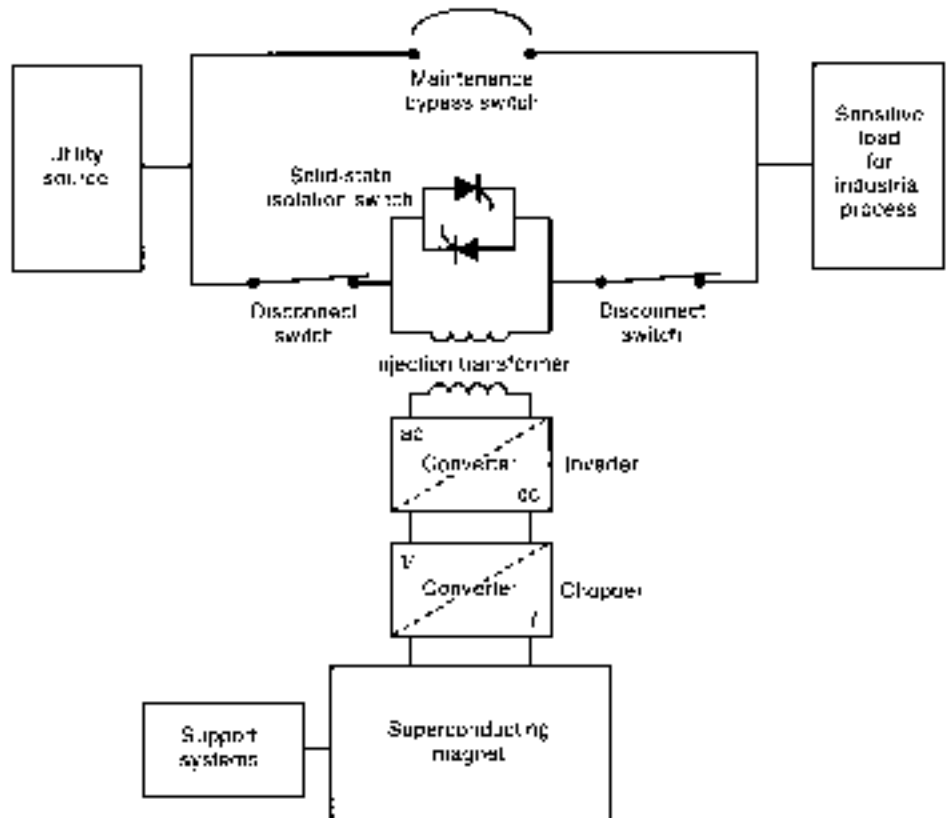 Maintenance
bypass switch
Utility
source
Sensitive
load
for
industrial
process
Solid-state
isolation switch
Disconnect
switch
Disconnect
switch
injection transformer
ac
Converter
dc
Inverter
V
Converter
I
Chopper
Support
systems
Superconducting
magnet